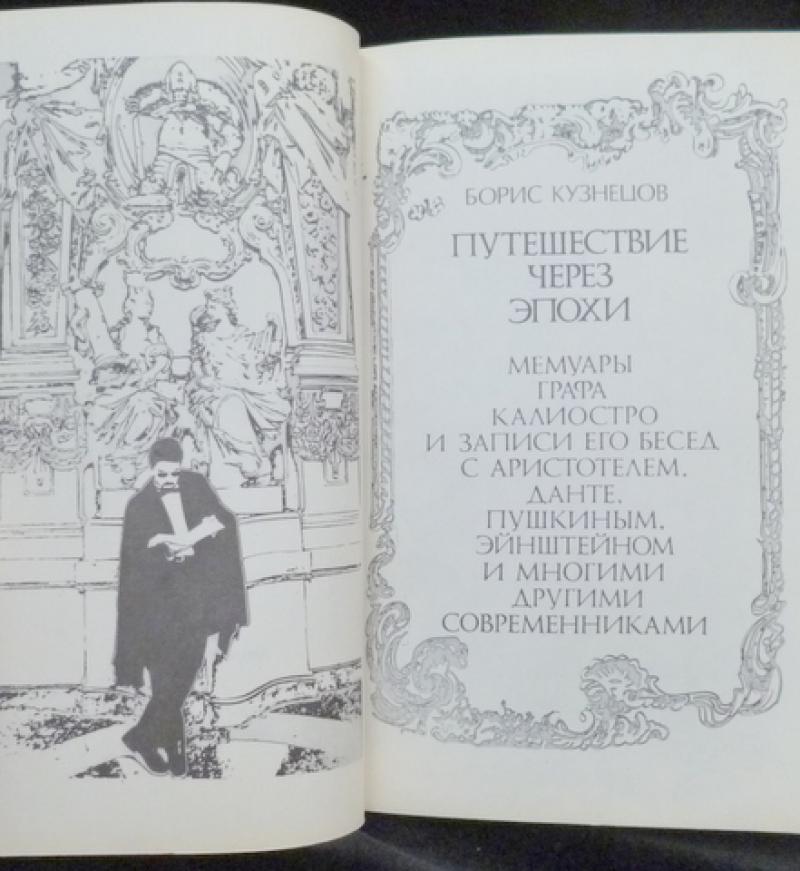 БОРИС КУЗНЕЦОВ
ПУТЕШЕСТВИЕ
ЧЕРЕЗ
ЭПОХИ
МЕМУАРЫ
ГРАФА
КАЛИОСТРО
И ЗАПИСИ ЕГО БЕСЕД
С АРИСТОТЕЛЕМ,
ДАНТЕ,
ПУШКИНЫМ,
ЭЙНШТЕЙНОМ
И МНОГИМИ
ДРУГИМИ
СОВРЕМЕННИКАМИ